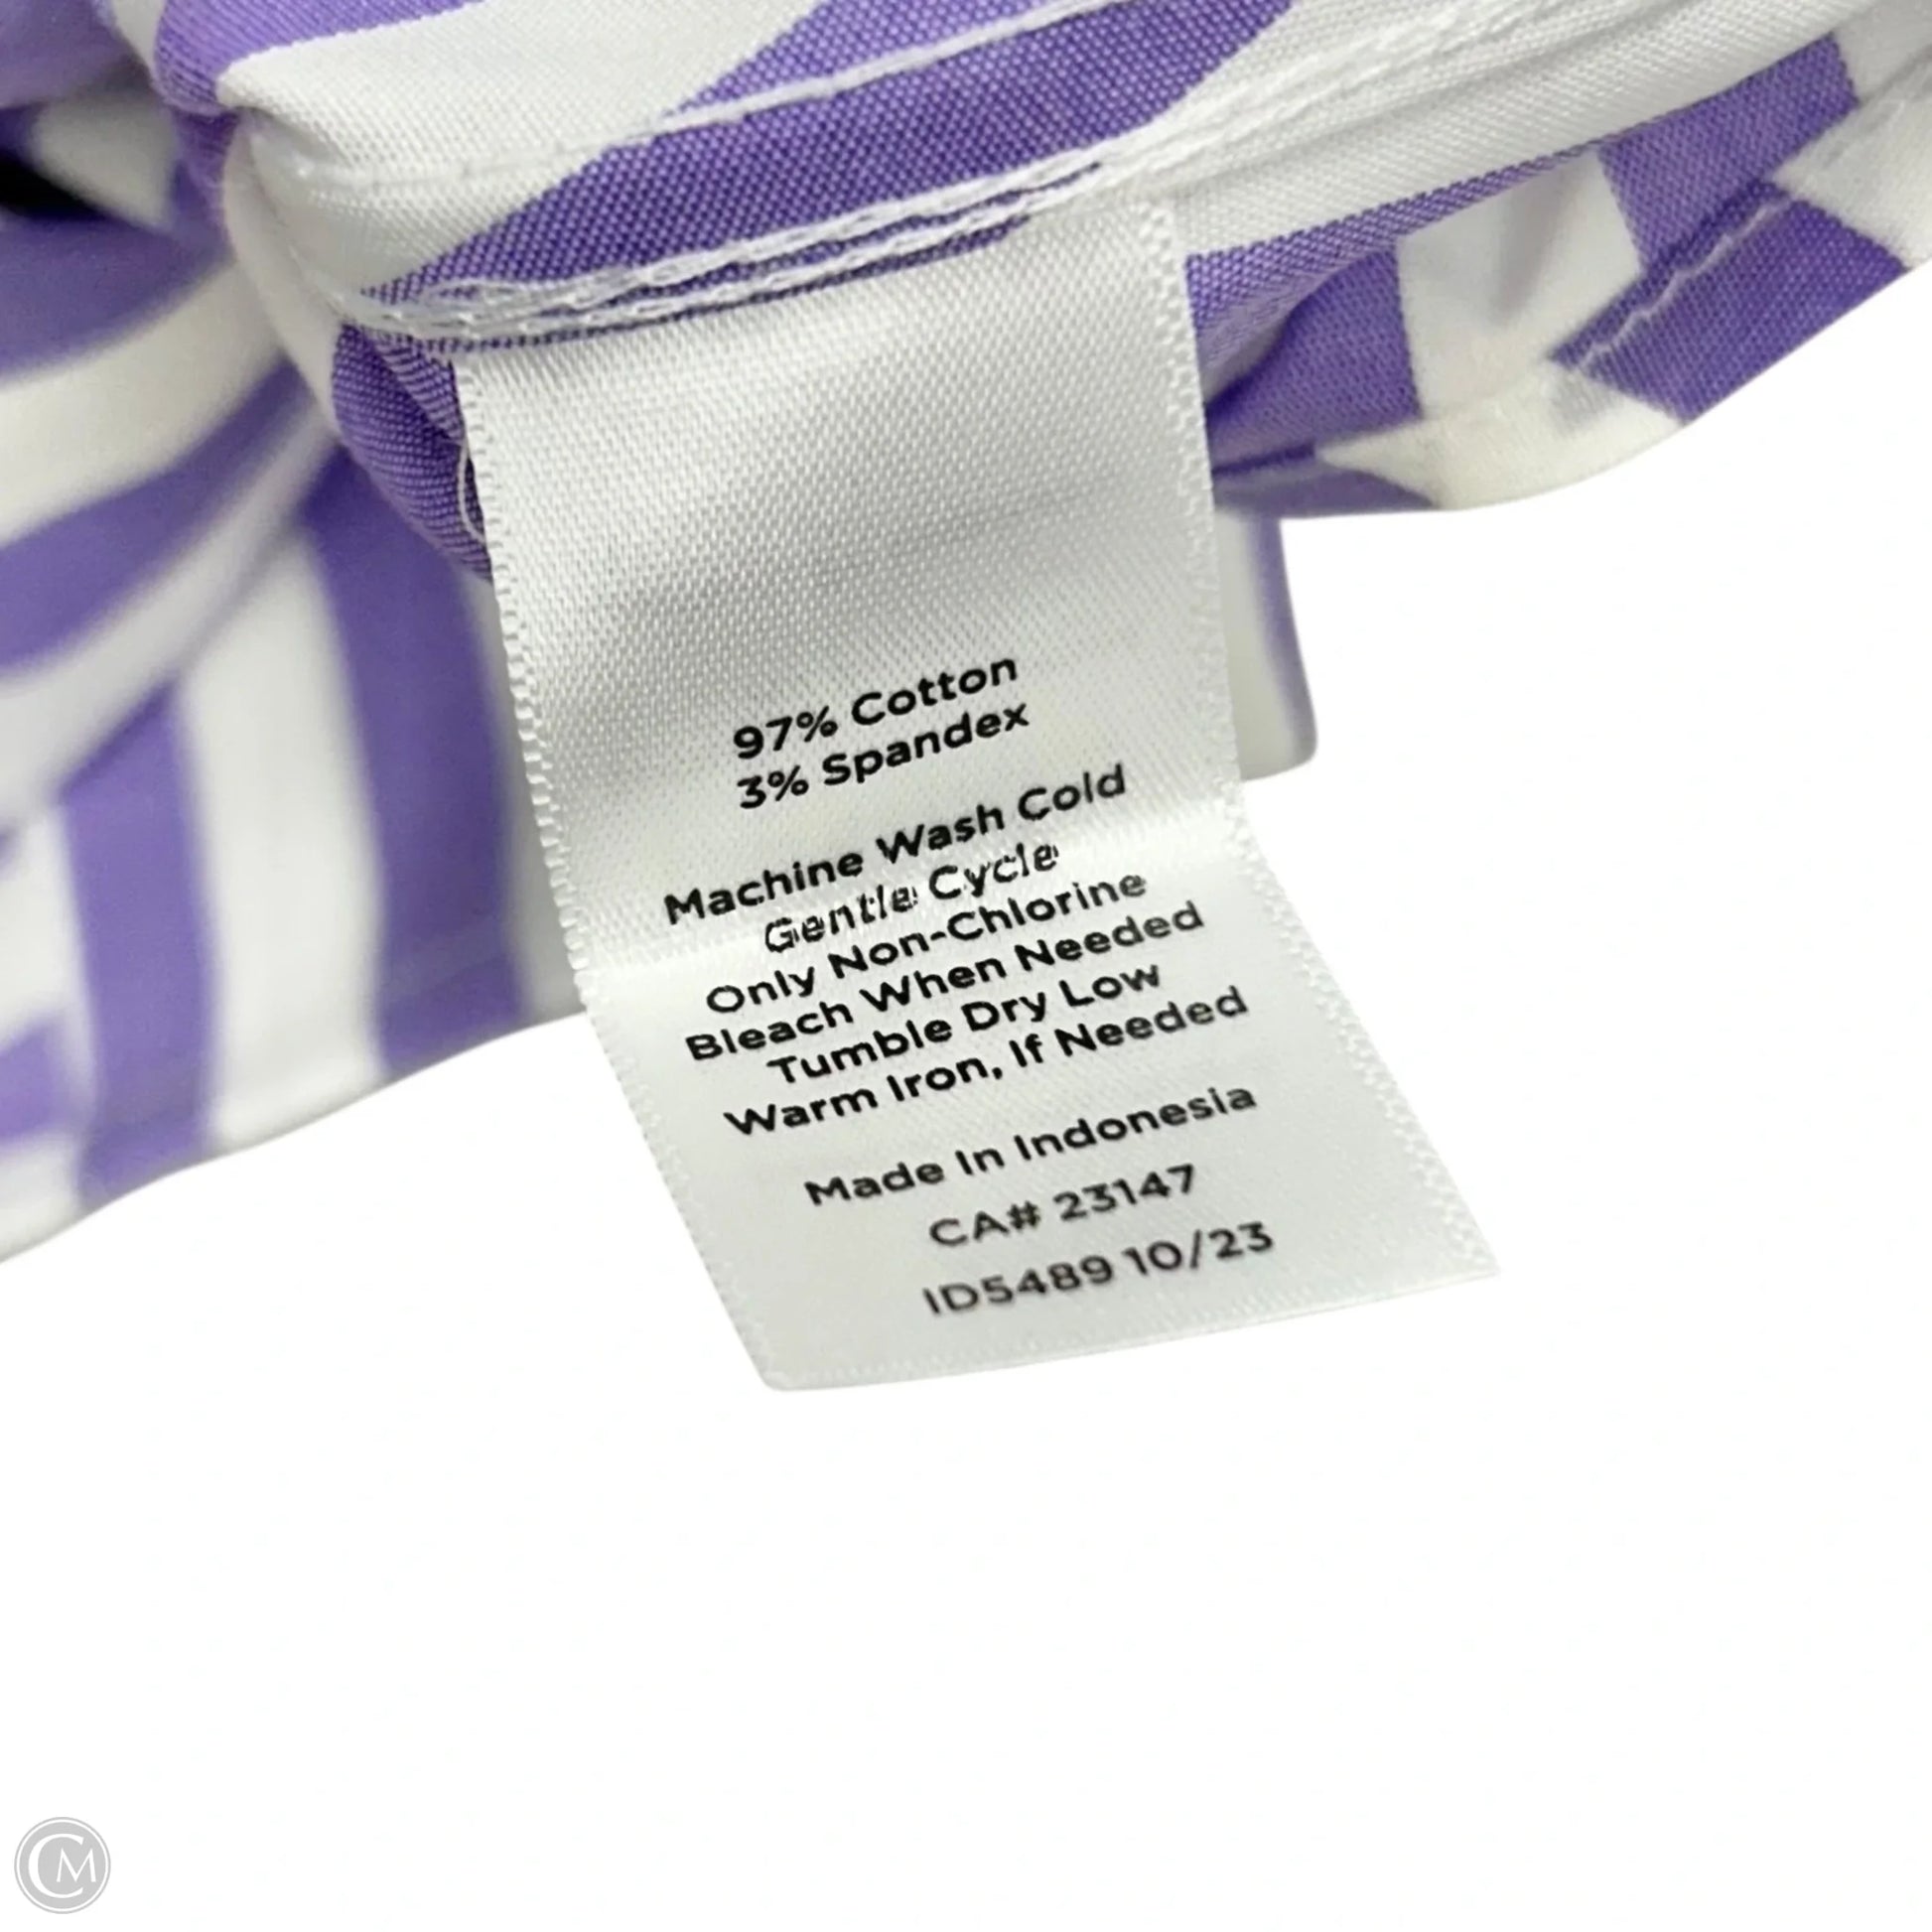 97% Cotton
3% Spandex
Machine Wash Cold
Gentle Cycle
Only Non-Chlorine
Bleach When Needed
Tumble Dry Low
Warm Iron, If Needed
Made In Indonesia
CA# 23147
ID5489 10/23
CM